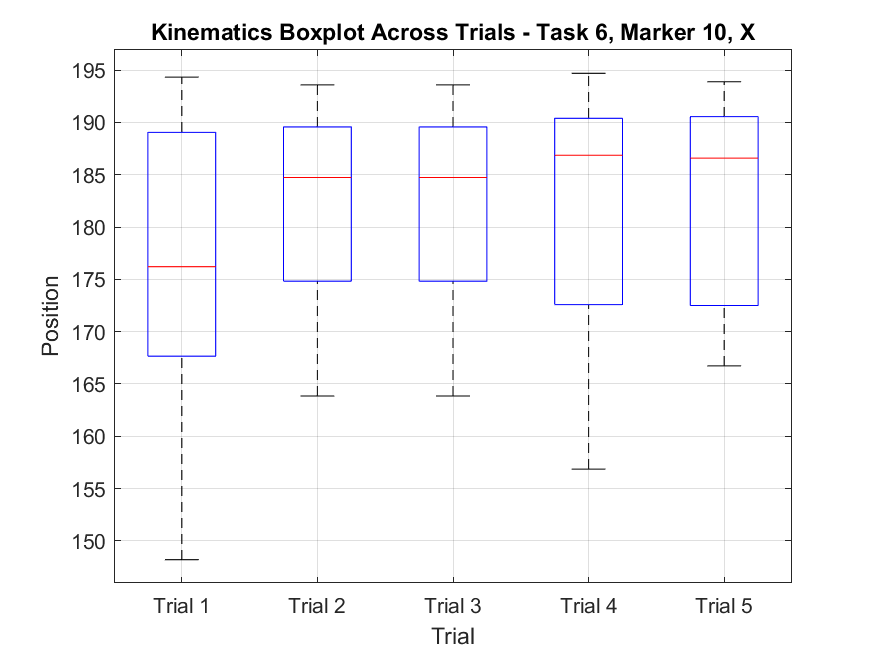 Kinematics Boxplot Across Trials - Task 6, Marker 10, X
195
190
185
180
175
170
165
160
155
150
Position
Trial 1 Trial 2 Trial 3 Trial 4 Trial 5
Trial